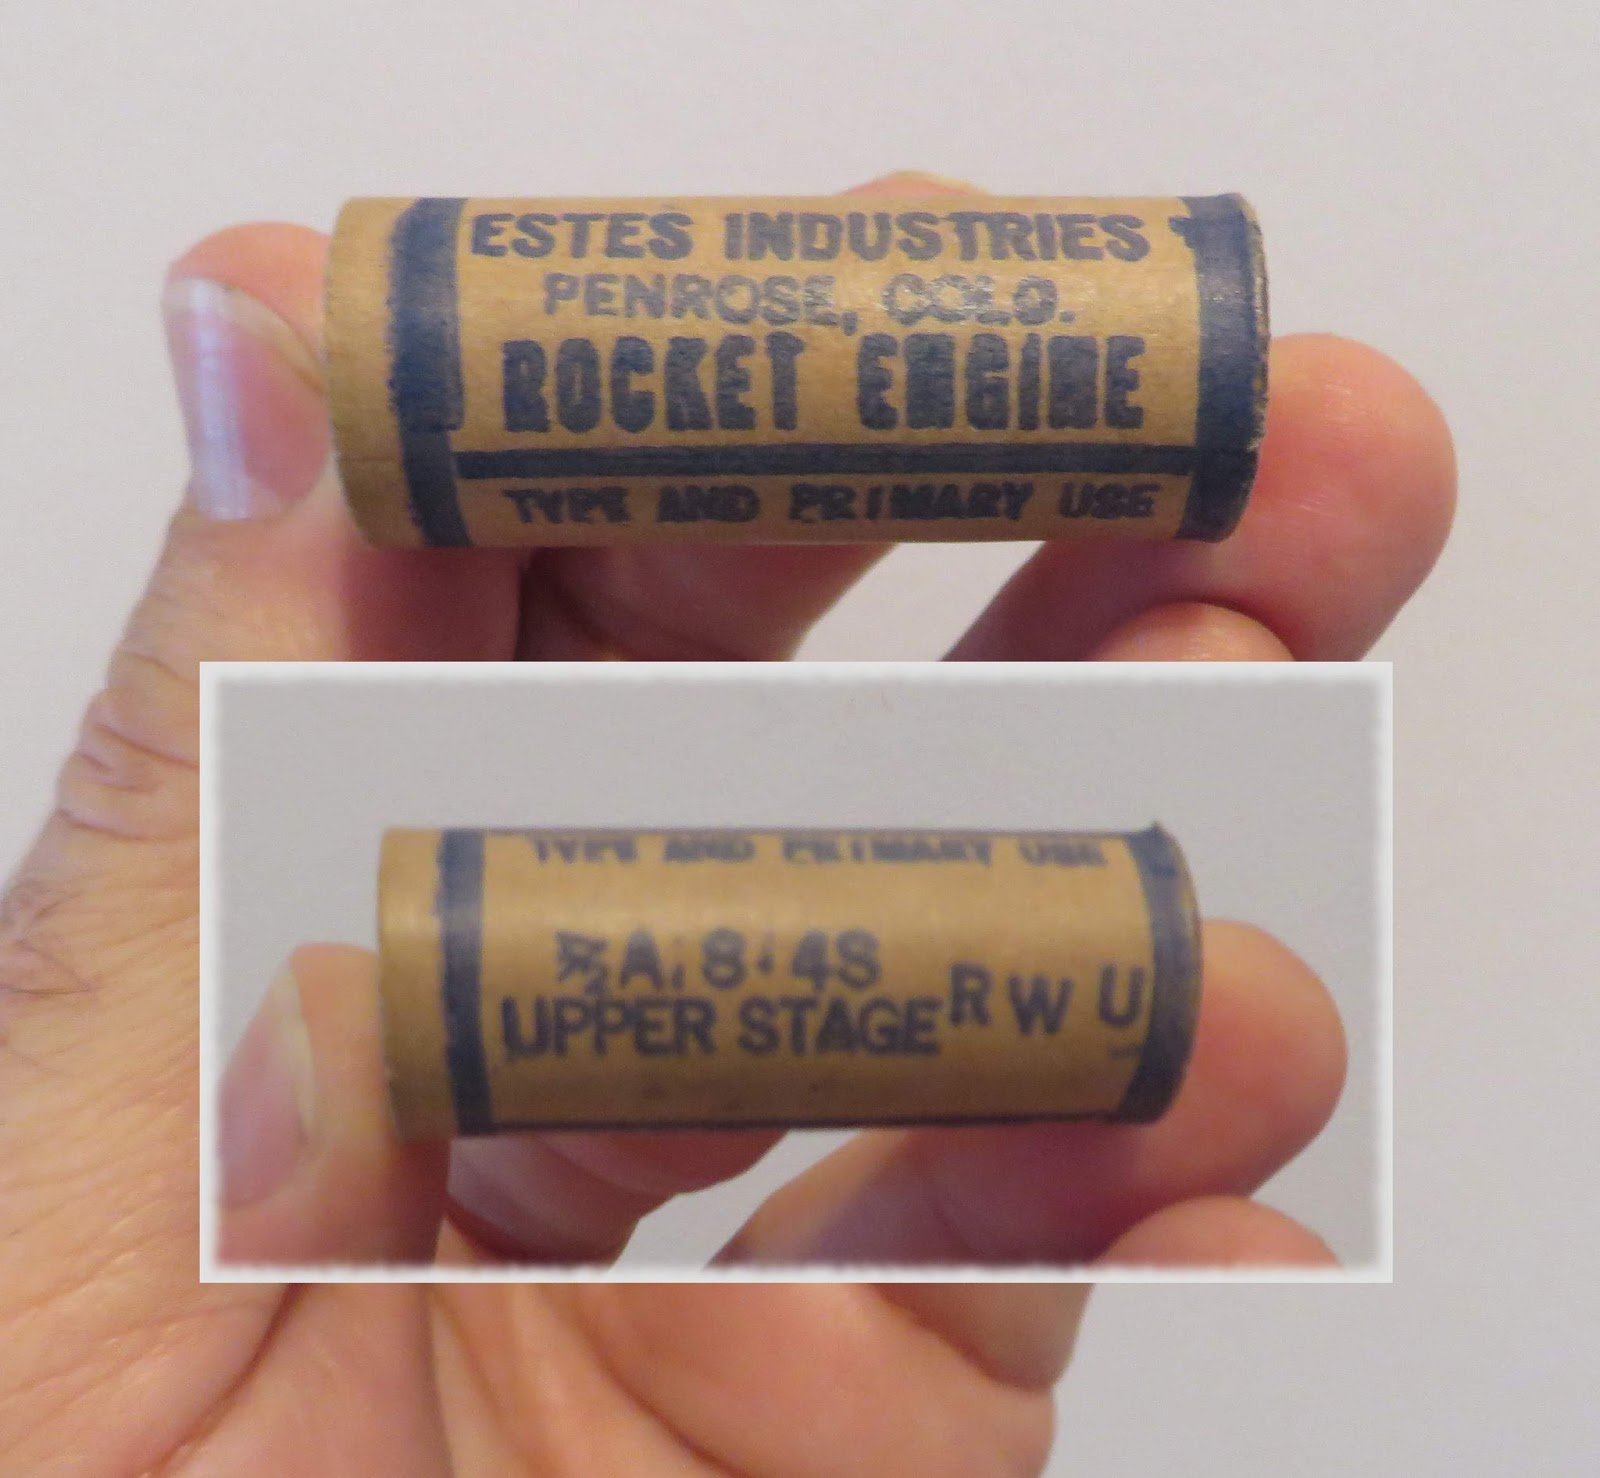 ESTES INDUSTRIES
PENROSE, COLO.
ROCKET ENGINE
TYPE AND PRIMARY USE
TYPE AND PRIMARY USE
½A.8-4S
UPPER STAGE R W U